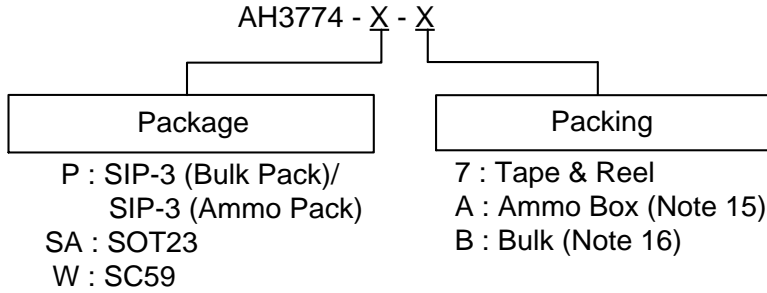 AH3774 - X - X
Package
P : SIP-3 (Bulk Pack)/
SIP-3 (Ammo Pack)
SA : SOT23
W : SC59
Packing
7 : Tape & Reel
A : Ammo Box (Note 15)
B : Bulk (Note 16)